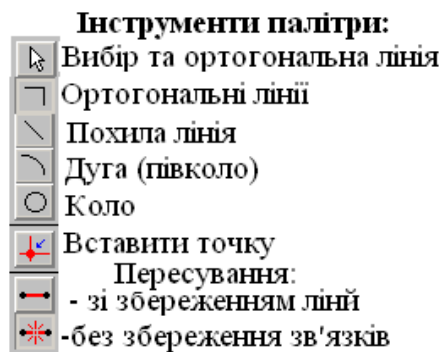 Інструменти палітри:
Вибір та ортогональна лінія
Ортогональні лінії
Похила лінія
Дуга (півколо)
Коло
Вставити точку
Пересування:
- зі збереженням ліній
-без збереження зв'язків